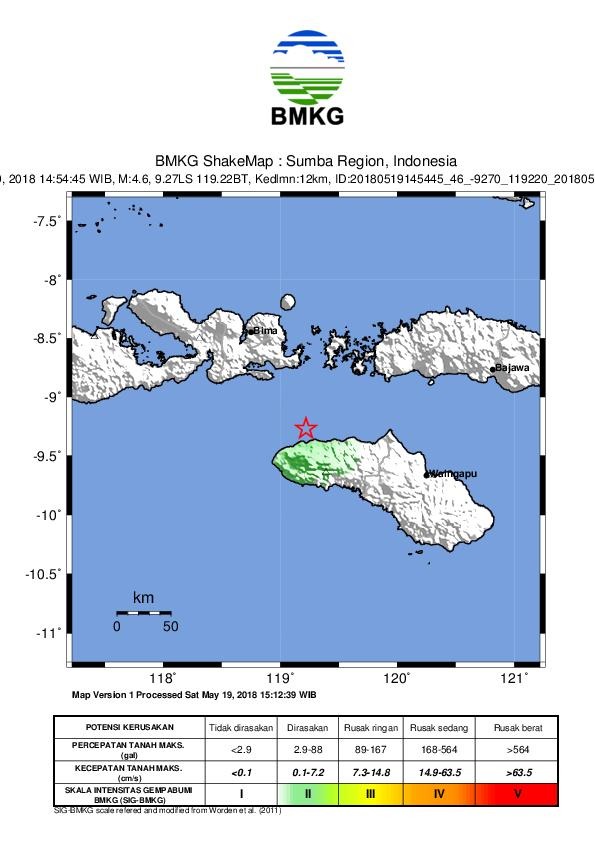 BMKG
BMKG ShakeMap : Sumba Region, Indonesia
, 2018 14:54:45 WIB, M:4.6, 9.27LS 119.22BT, Kedlmn:12km, ID:20180519145445_46_-9270_119220_201805
-7.5˚
-8˚
Bima
-8.5˚
Bajawa
-9˚
-9.5˚
Waingapu
-10˚
-10.5˚
km
0 50
-11˚
118˚ 119˚ 120˚ 121˚
Map Version 1 Processed Sat May 19, 2018 15:12:39 WIB
POTENSI KERUSAKAN Tidak dirasakan Dirasakan Rusak ringan Rusak sedang Rusak berat
PERCEPATAN TANAH MAKS. (gal) <2.9 2.9-88 89-167 168-564 >564
KECEPATAN TANAH MAKS. (cm/s) <0.1 0.1-7.2 7.3-14.8 14.9-63.5 >63.5
SKALA INTENSITAS GEMPABUMI BMKG (SIG-BMKG) I II III IV V
SIG-BMKG scale refered and modified from Worden et al. (2011)